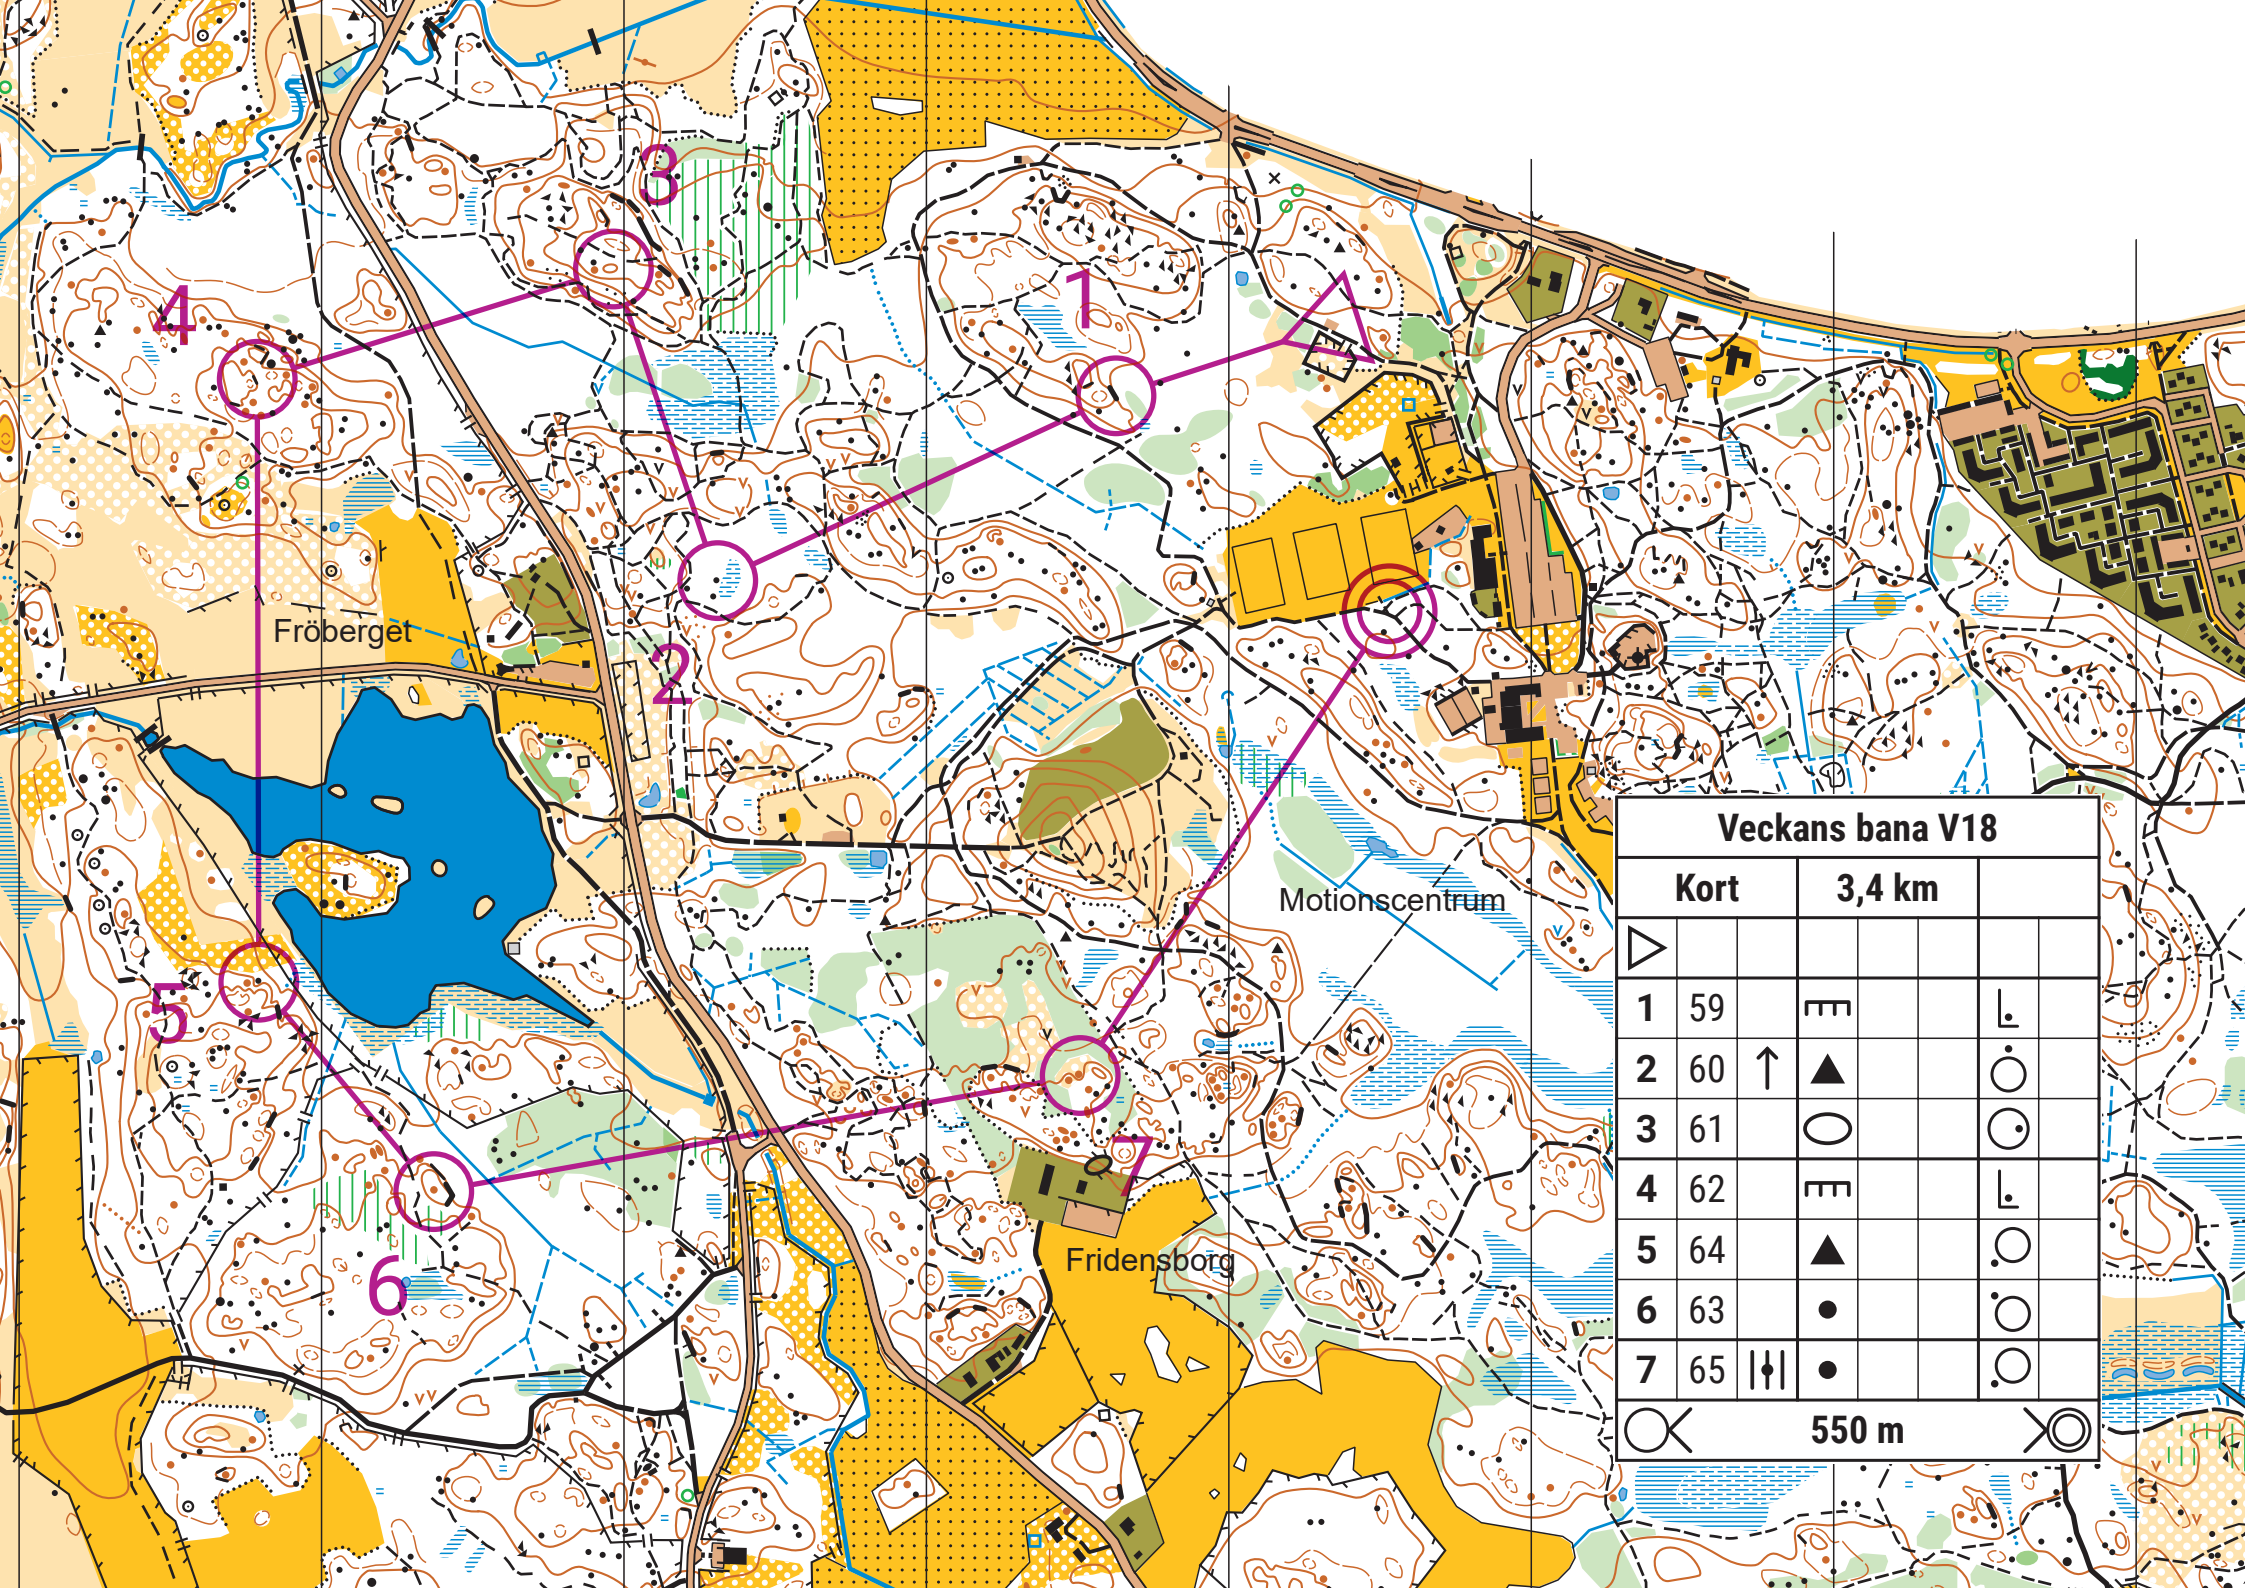 3
1
4
Fröberget
2
Motionscentrum
5
7
Fridensborg
6
Veckans bana V18
Kort 3,4 km
1 59
2 60
3 61
4 62
5 64
6 63
7 65
550 m